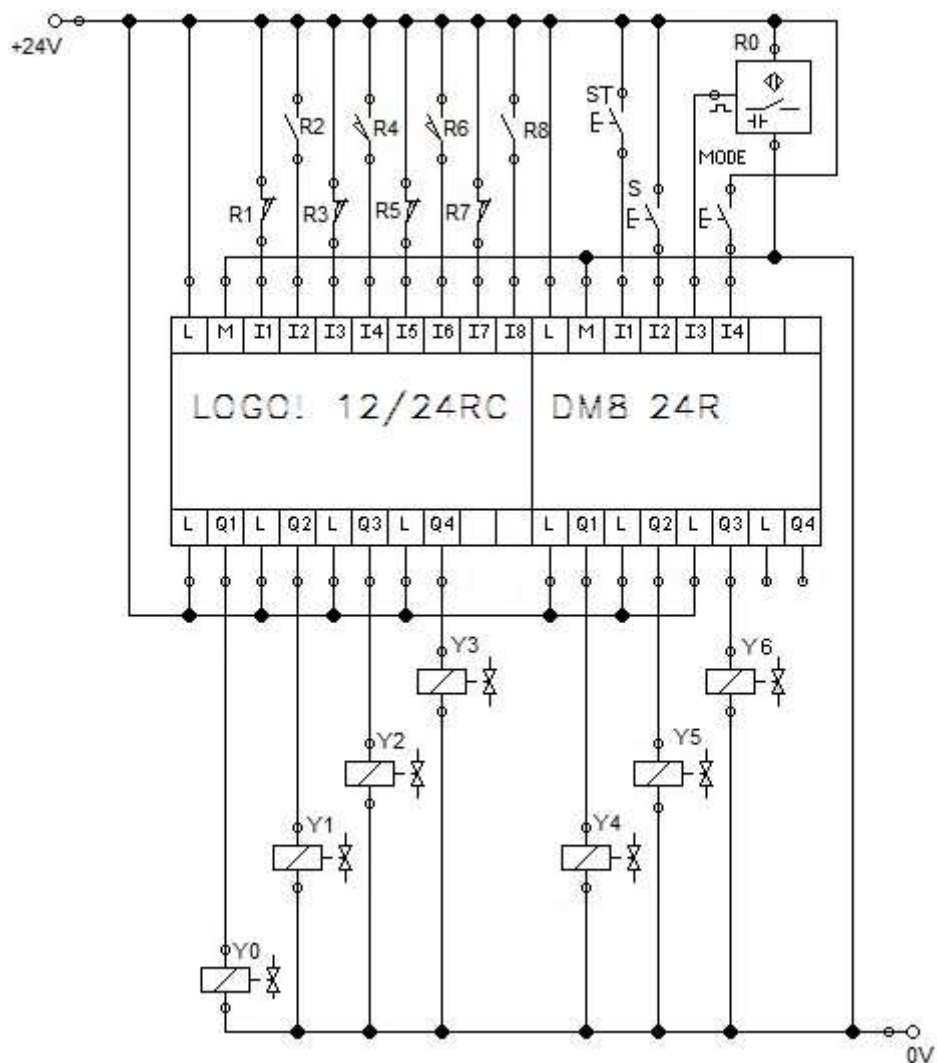 +24V
R0
ST
R2
R4
R6
R8
MODE
S
R1
R3
R5
R7
L M I1 I2 I3 I4 I5 I6 I7 I8 L M I1 I2 I3 I4
LOGO! 12/24RC DM8 24R
L Q1 L Q2 L Q3 L Q4 L Q1 L Q2 L Q3 L Q4
Y3
Y6
Y2
Y5
Y1
Y4
Y0
0V